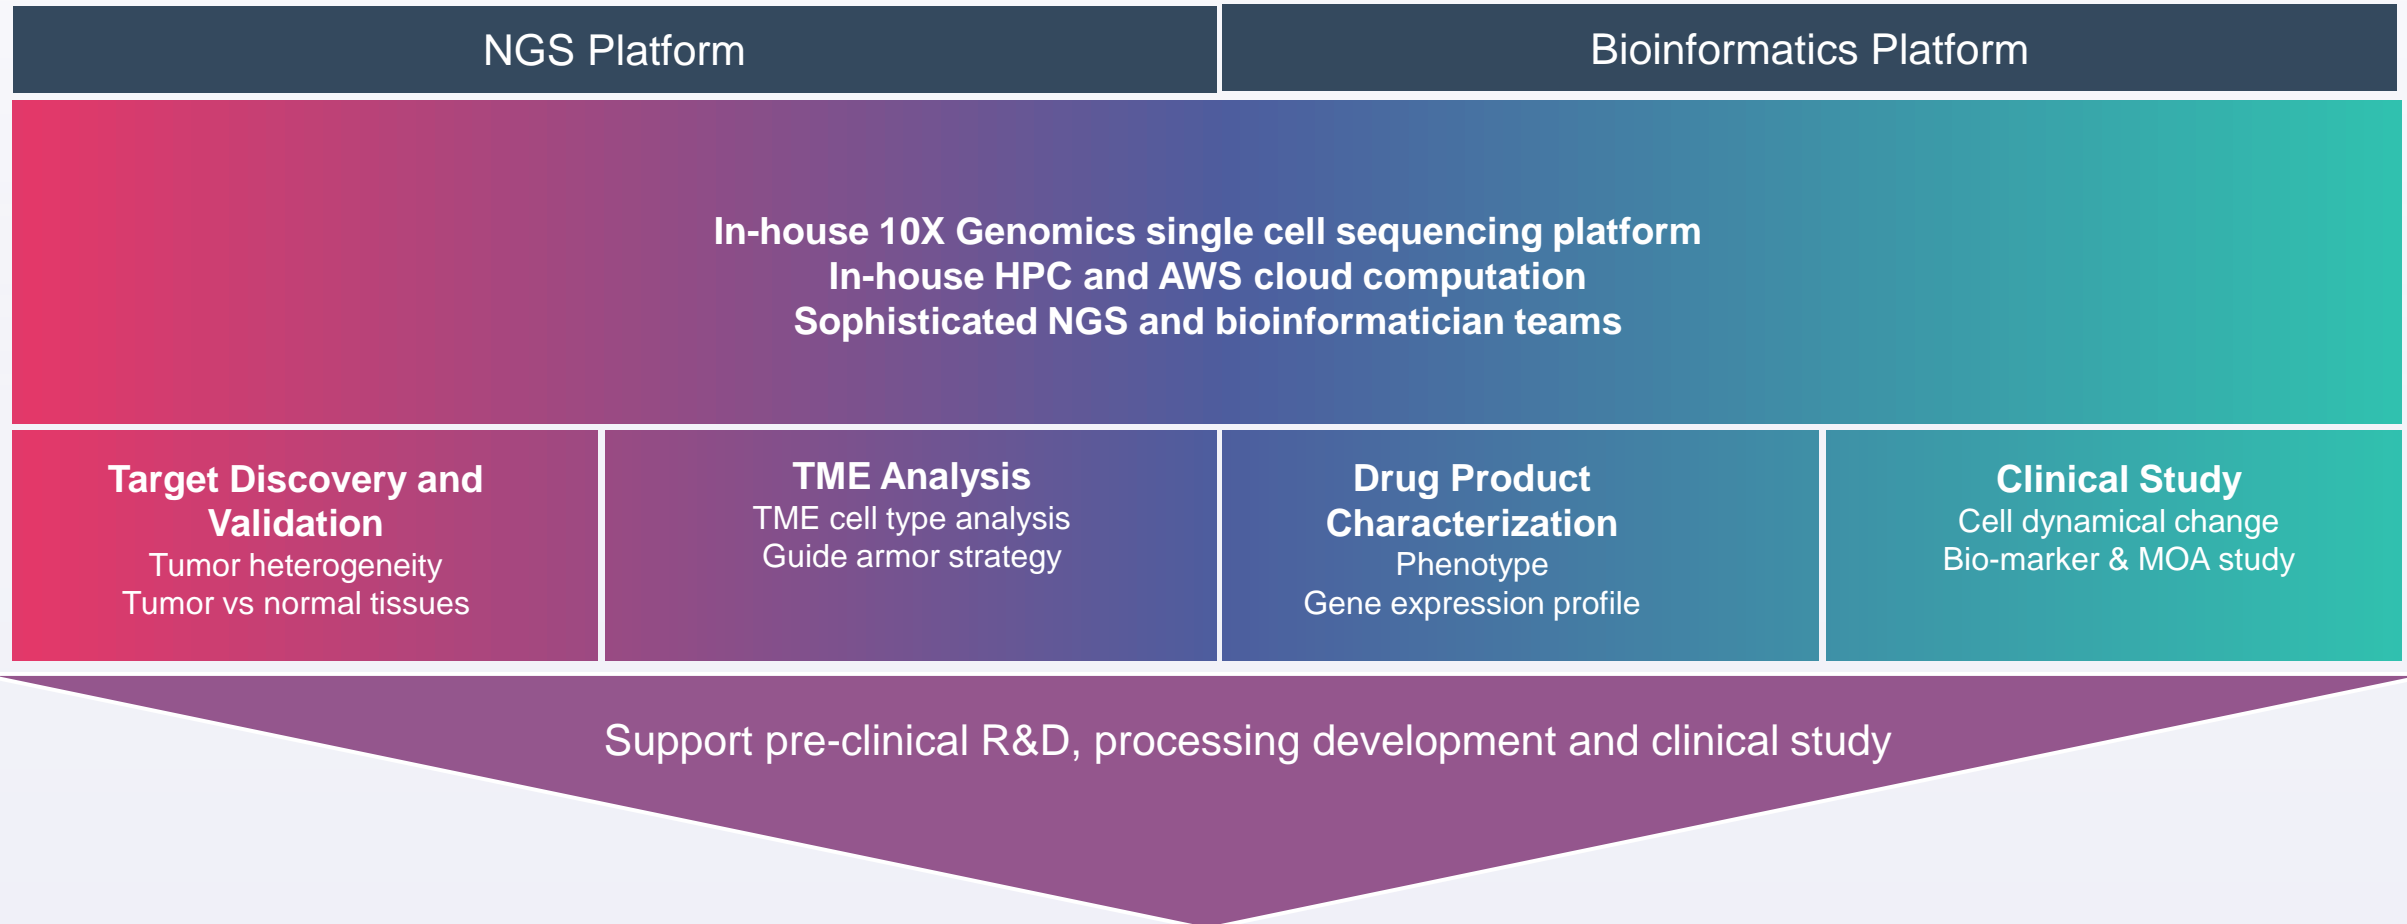 NGS Platform
Bioinformatics Platform
In-house 10X Genomics single cell sequencing platform
In-house HPC and AWS cloud computation
Sophisticated NGS and bioinformatician teams
Target Discovery and
Validation
Tumor heterogeneity
Tumor vs normal tissues
TME Analysis
TME cell type analysis
Guide armor strategy
Drug Product
Characterization
Phenotype
Gene expression profile
Clinical Study
Cell dynamical change
Bio-marker & MOA study
Support pre-clinical R&D, processing development and clinical study